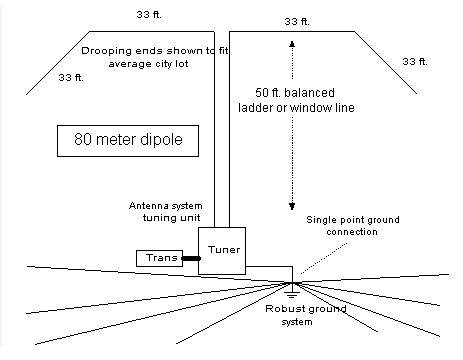 33 ft.
33 ft.
Drooping ends shown to fit
average city lot
33 ft.
33 ft.
50 ft. balanced
ladder or window line
80 meter dipole
Antenna system
tuning unit
Single point ground
connection
Trans
Tuner
Robust ground
system